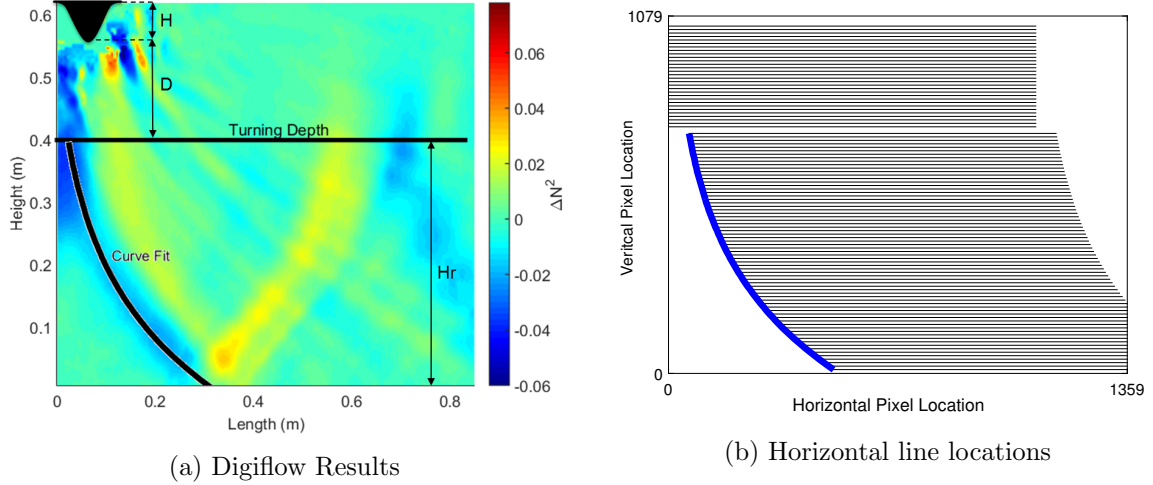 0.6
0.5
0.4
0.3
0.2
0.1
Height (m)
0
0.2
0.4
0.6
0.8
Length (m)
H
D
Turning Depth
Curve Fit
Hr
0.06
0.04
0.02
0
-0.02
-0.04
-0.06
ΔN²
(a) Digiflow Results
1079
0
Veritcal Pixel Location
0
1359
Horizontal Pixel Location
(b) Horizontal line locations